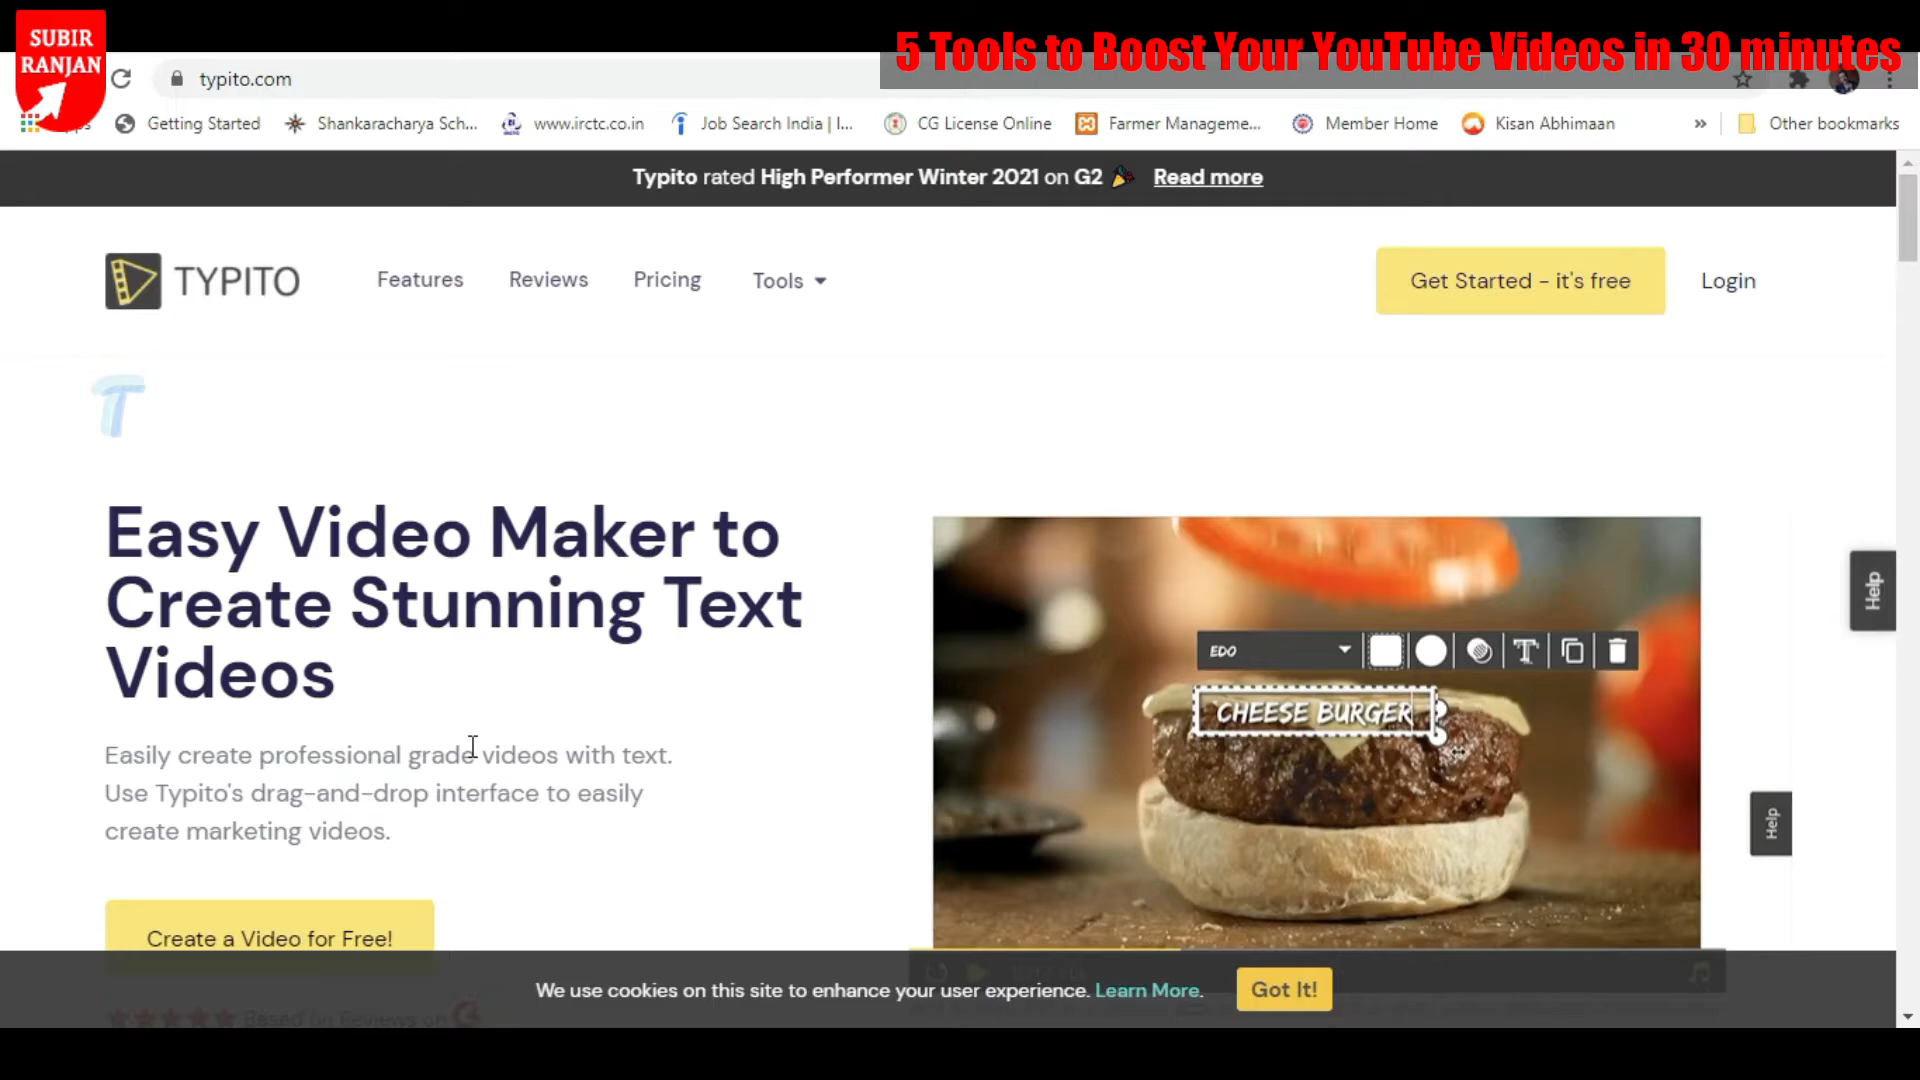 SUBIR
RANJAN
5 Tools to Boost Your YouTube Videos in 30 minutes
typito.com
Getting Started
Shankaracharya Sch...
www.irctc.co.in
Job Search India | I...
CG License Online
Farmer Manageme...
Member Home
Kisan Abhimaan
»
Other bookmarks
Typito rated High Performer Winter 2021 on G2 Read more
TYPITO
Features
Reviews
Pricing
Tools
Get Started - it's free
Login
T
Easy Video Maker to
Create Stunning Text
Videos
EDO
CHEESE BURGER
Help
Easily create professional grade videos with text.
Use Typito's drag-and-drop interface to easily
create marketing videos.
Help
Create a Video for Free!
We use cookies on this site to enhance your user experience. Learn More.
Got It!
Based on Reviews on